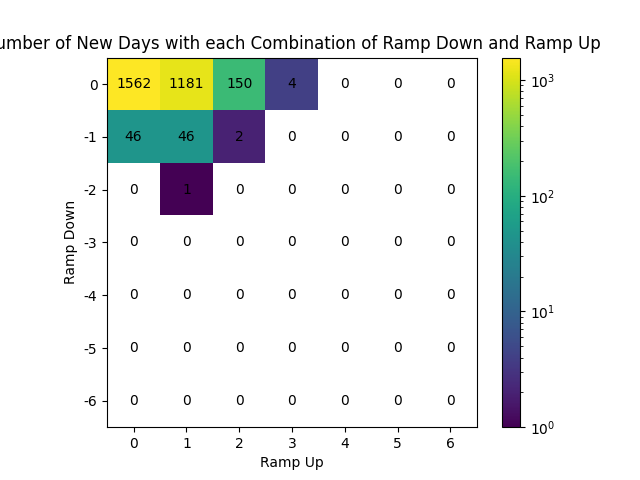 of New Days with each Combination of Ramp Down and Ramp Up
0 1562 1181 150 4 0 0 0 10³
-1 46 46 2 0 0 0 0
-2 0 1 0 0 0 0 0 10²
-3 0 0 0 0 0 0 0
Ramp Down
-4 0 0 0 0 0 0 0 10¹
-5 0 0 0 0 0 0 0
-6 0 0 0 0 0 0 0 10⁰
0 1 2 3 4 5 6
Ramp Up